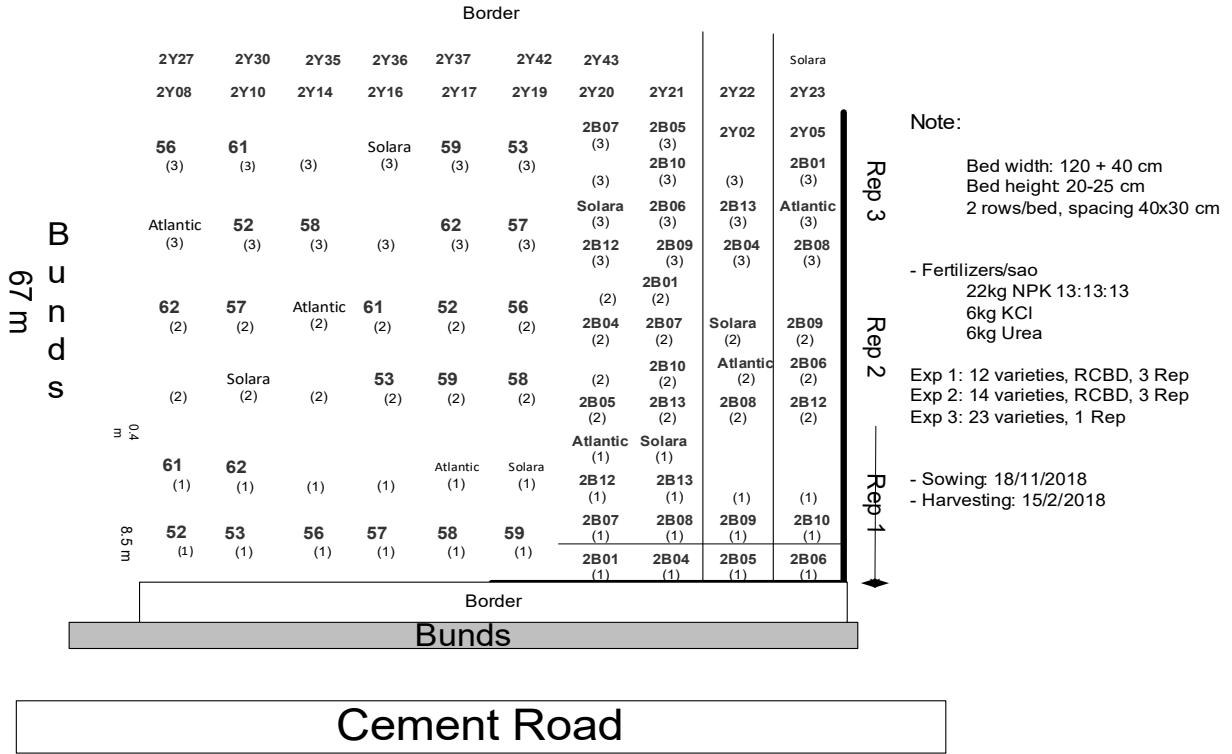 Border
2Y27 2Y30 2Y35 2Y36 2Y37 2Y42 2Y43 Solara
2Y08 2Y10 2Y14 2Y16 2Y17 2Y19 2Y20 2Y21 2Y22 2Y23
2B07 2B05 2Y02 2Y05
(3) (3)
56 61 Solara 59 53
(3) (3) (3) (3) (3) (3)
2B10 2B01
(3) (3) (3) (3)
Solara 2B06 2B13 Atlantic
(3) (3) (3) (3)
Atlantic 52 58 62 57
(3) (3) (3) (3) (3) (3)
2B12 2B09 2B04 2B08
(3) (3) (3) (3)
2B01
(2) (2)
62 57 Atlantic 61 52 56
(2) (2) (2) (2) (2) (2)
2B04 2B07 Solara 2B09
(2) (2) (2) (2)
2B10 Atlantic 2B06
(2) (2) (2) (2)
Solara 53 59 58
(2) (2) (2) (2) (2) (2)
2B05 2B13 2B08 2B12
(2) (2) (2) (2)
Atlantic Solara
(1) (1)
61 62 Atlantic Solara
(1) (1) (1) (1) (1) (1)
2B12 2B13
(1) (1) (1) (1)
2B07 2B08 2B09 2B10
(1) (1) (1) (1)
52 53 56 57 58 59
(1) (1) (1) (1) (1) (1)
2B01 2B04 2B05 2B06
(1) (1) (1) (1)
Border
Bunds
Cement Road
Bunds
67 m
0.4 m
8.5 m
Rep 3
Rep 2
Rep 1
Note:
Bed width: 120 + 40 cm
Bed height: 20-25 cm
2 rows/bed, spacing 40x30 cm
- Fertilizers/sao
22kg NPK 13:13:13
6kg KCl
6kg Urea
Exp 1: 12 varieties, RCBD, 3 Rep
Exp 2: 14 varieties, RCBD, 3 Rep
Exp 3: 23 varieties, 1 Rep
- Sowing: 18/11/2018
- Harvesting: 15/2/2018